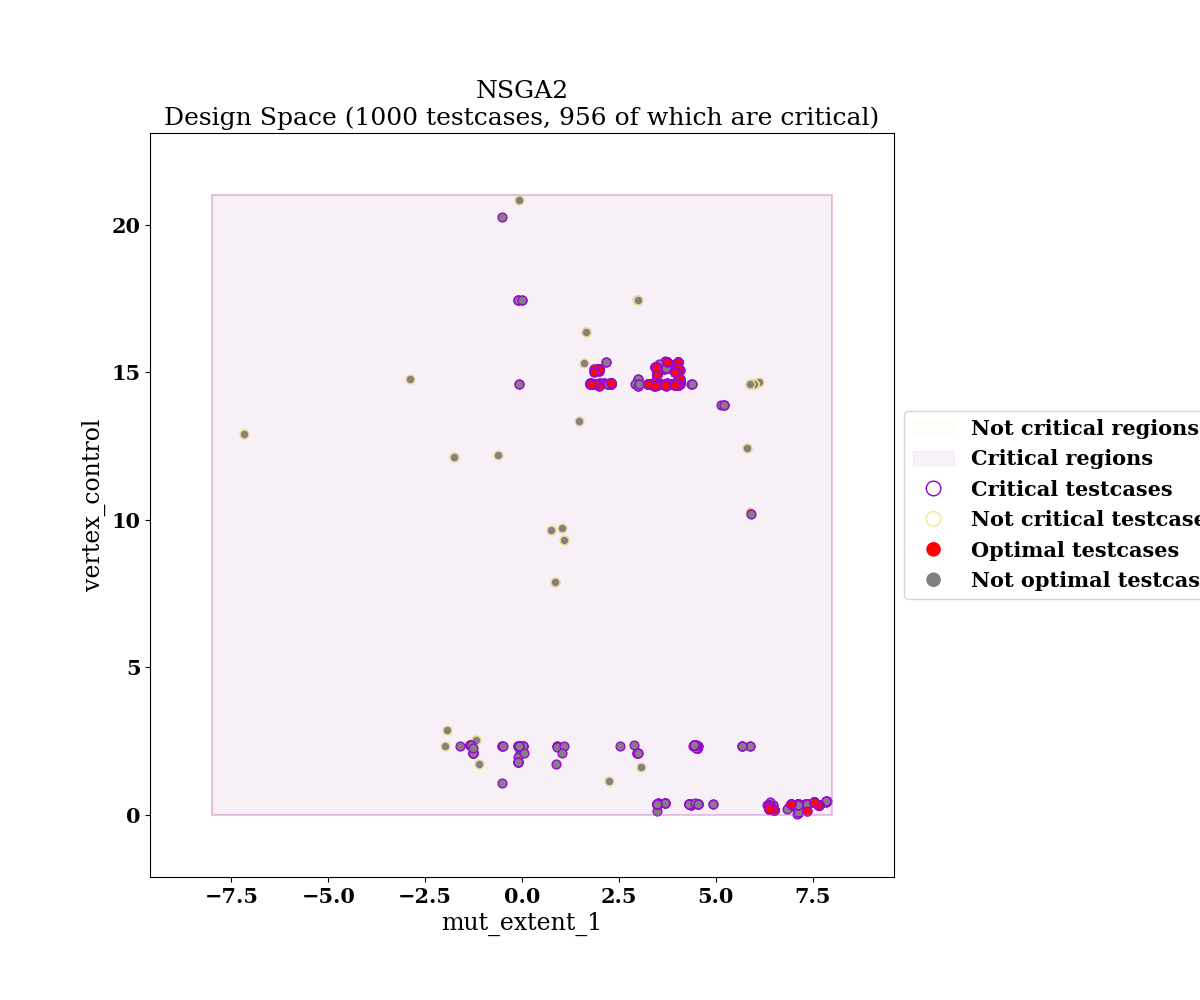 NSGA2
Design Space (1000 testcases, 956 of which are critical)
20
15
10
5
0
vertex_control
−7.5 −5.0 −2.5 0.0 2.5 5.0 7.5
mut_extent_1
Not critical regions
Critical regions
Critical testcases
Not critical testcase
Optimal testcases
Not optimal testcas